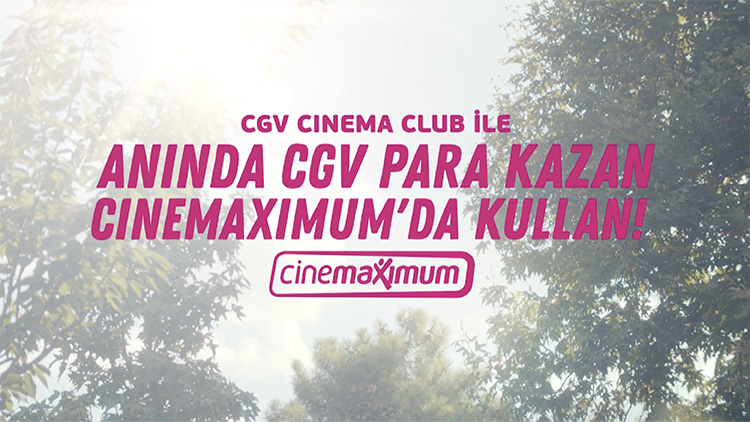 CGV CINEMA CLUB İLE
ANINDA CGV PARA KAZAN
CINEMAXIMUM'DA KULLAN!
cinemaximum